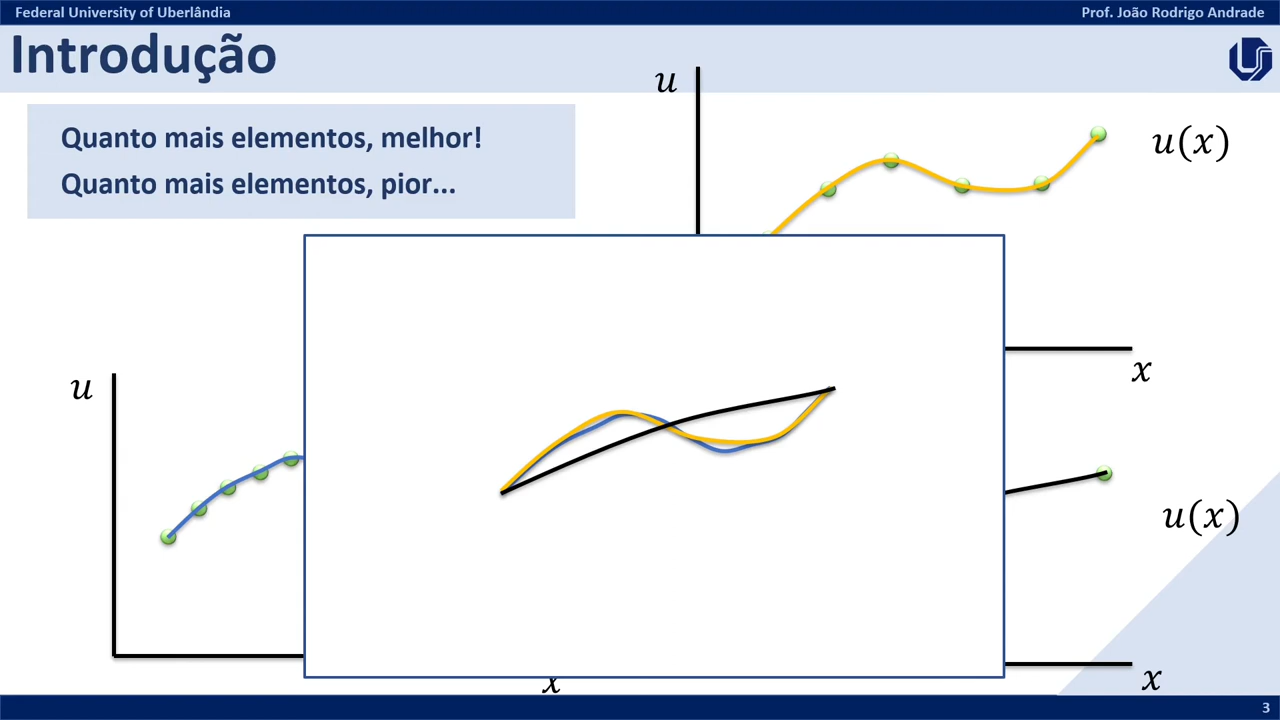 Federal University of Uberlândia
Prof. João Rodrigo Andrade
Introdução
Quanto mais elementos, melhor!
Quanto mais elementos, pior...
u
u(x)
x
u
x
u(x)
x
3